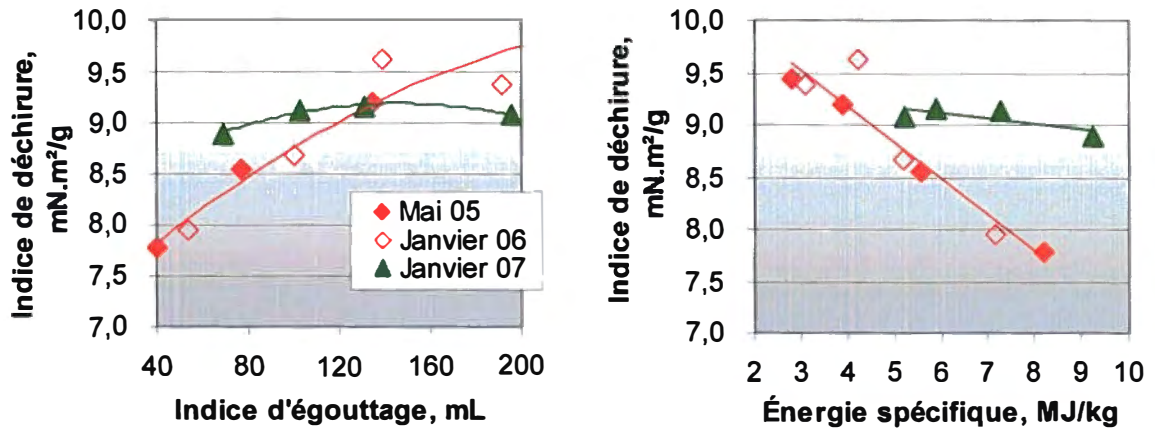 Indice de déchirure,
mN.m²/g
10,0
9,5
9,0
8,5
8,0
7,5
7,0
40 80 120 160 200
Indice d'égouttage, mL
Mai 05
Janvier 06
Janvier 07
Indice de déchirure,
mN.m²/g
10,0
9,5
9,0
8,5
8,0
7,5
7,0
2 3 4 5 6 7 8 9 10
Énergie spécifique, MJ/kg